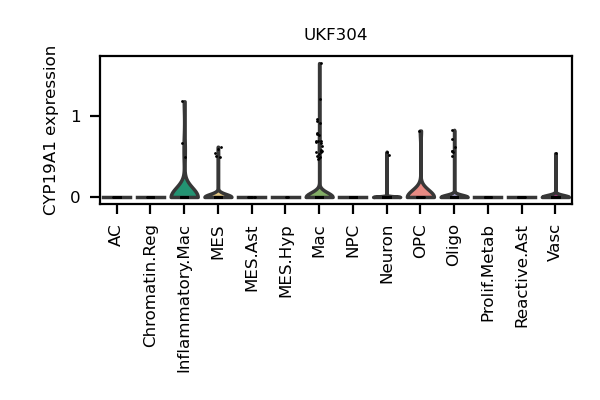 UKF304
CYP19A1 expression
1
0
AC
Chromatin.Reg
Inflammatory.Mac
MES
MES.Ast
MES.Hyp
Mac
NPC
Neuron
OPC
Oligo
Prolif.Metab
Reactive.Ast
Vasc